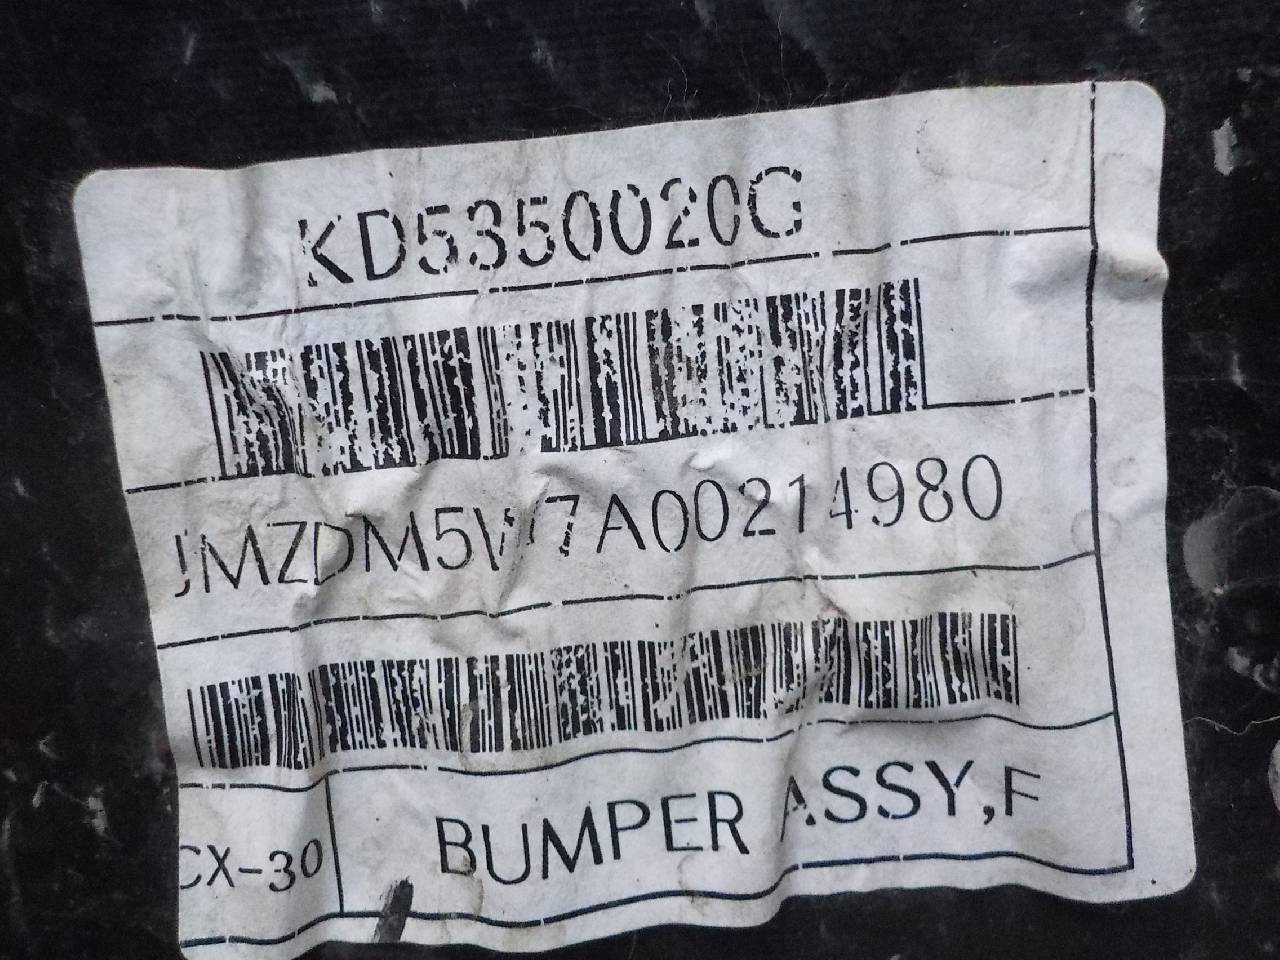 KD5350020G
JMZDM5W7A00214980
CX-30
BUMPER ASSY,F